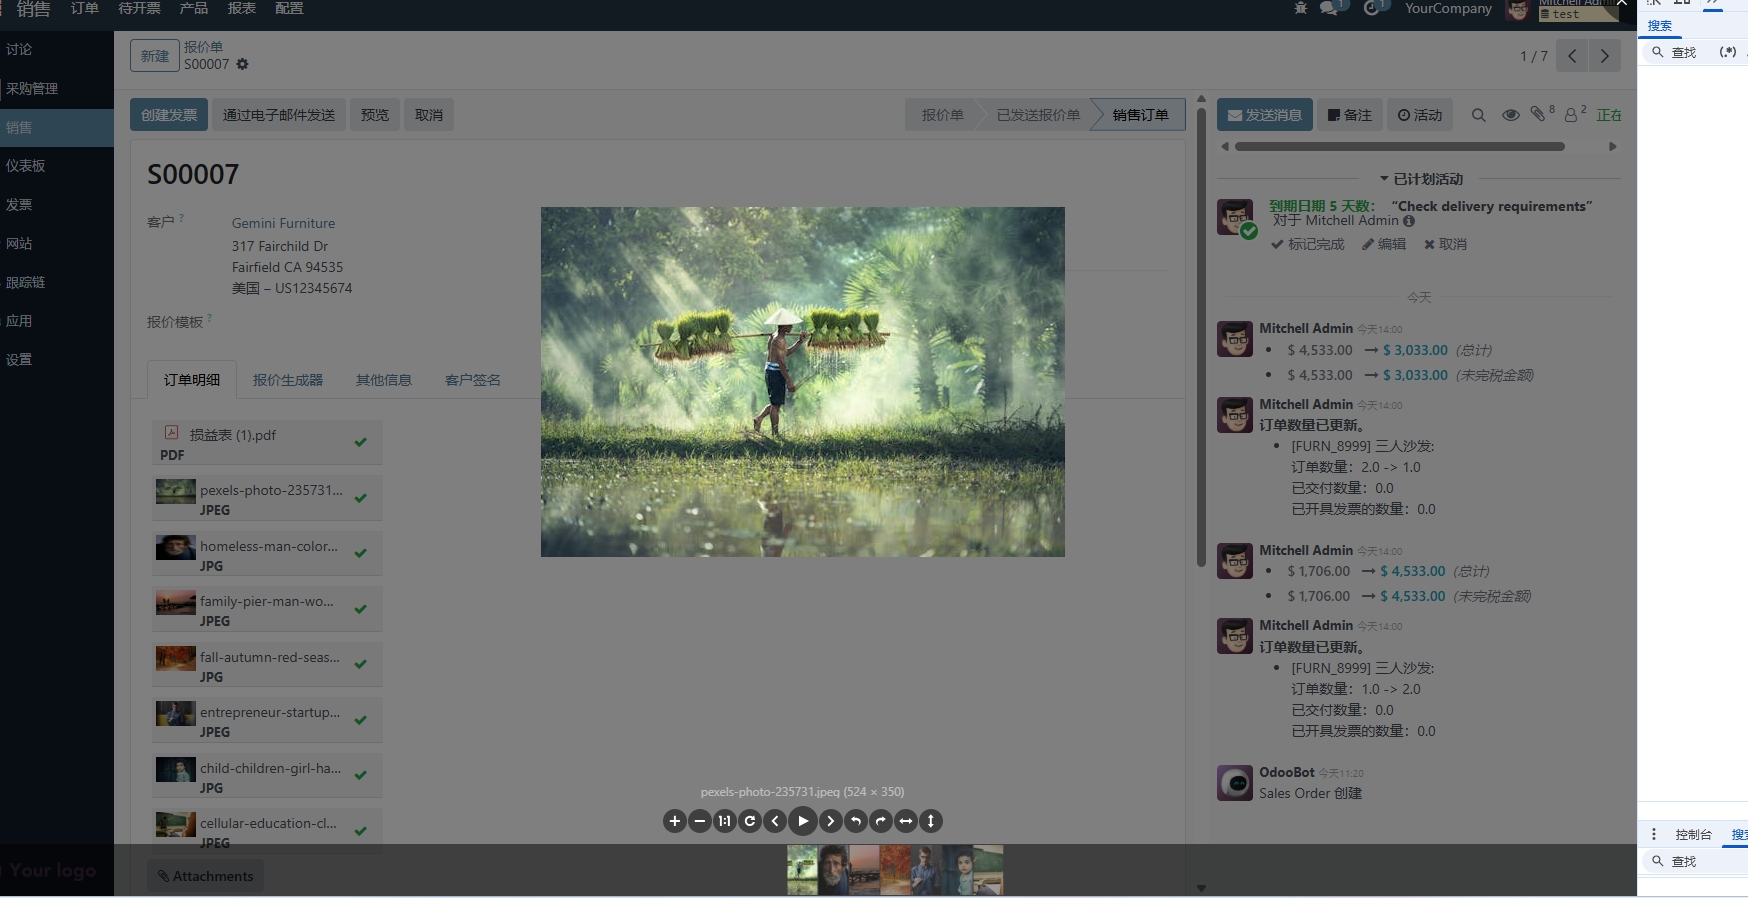 销售 订单 待开票 产品 报表 配置
1 1 YourCompany Mitchell Admin
test
讨论
采购管理
销售
仪表板
发票
网站
跟踪链
应用
设置
Your logo
新建 报价单
S00007
1 / 7
创建发票 通过电子邮件发送 预览 取消
报价单 已发送报价单 销售订单
S00007
客户 ?
Gemini Furniture
317 Fairchild Dr
Fairfield CA 94535
美国 – US12345674
报价模板 ?
订单明细 报价生成器 其他信息 客户签名
损益表 (1).pdf
PDF
pexels-photo-235731...
JPEG
homeless-man-color...
JPG
family-pier-man-wo...
JPEG
fall-autumn-red-seas...
JPG
entrepreneur-startup...
JPEG
child-children-girl-ha...
JPG
cellular-education-cl...
JPEG
Attachments
pexels-photo-235731.jpeq (524 × 350)
1:1
发送消息 备注 活动 8 2 正在
已计划活动
到期日期 5 天数： “Check delivery requirements”
对于 Mitchell Admin
标记完成 编辑 取消
今天
Mitchell Admin 今天14:00
$ 4,533.00 → $ 3,033.00 (总计)
$ 4,533.00 → $ 3,033.00 (未完税金额)
Mitchell Admin 今天14:00
订单数量已更新。
[FURN_8999] 三人沙发:
订单数量：2.0 -> 1.0
已交付数量：0.0
已开具发票的数量：0.0
Mitchell Admin 今天14:00
$ 1,706.00 → $ 4,533.00 (总计)
$ 1,706.00 → $ 4,533.00 (未完税金额)
Mitchell Admin 今天14:00
订单数量已更新。
[FURN_8999] 三人沙发:
订单数量：1.0 -> 2.0
已交付数量：0.0
已开具发票的数量：0.0
OdooBot 今天11:20
Sales Order 创建
搜索
查找 (.*)
控制台 搜索
查找